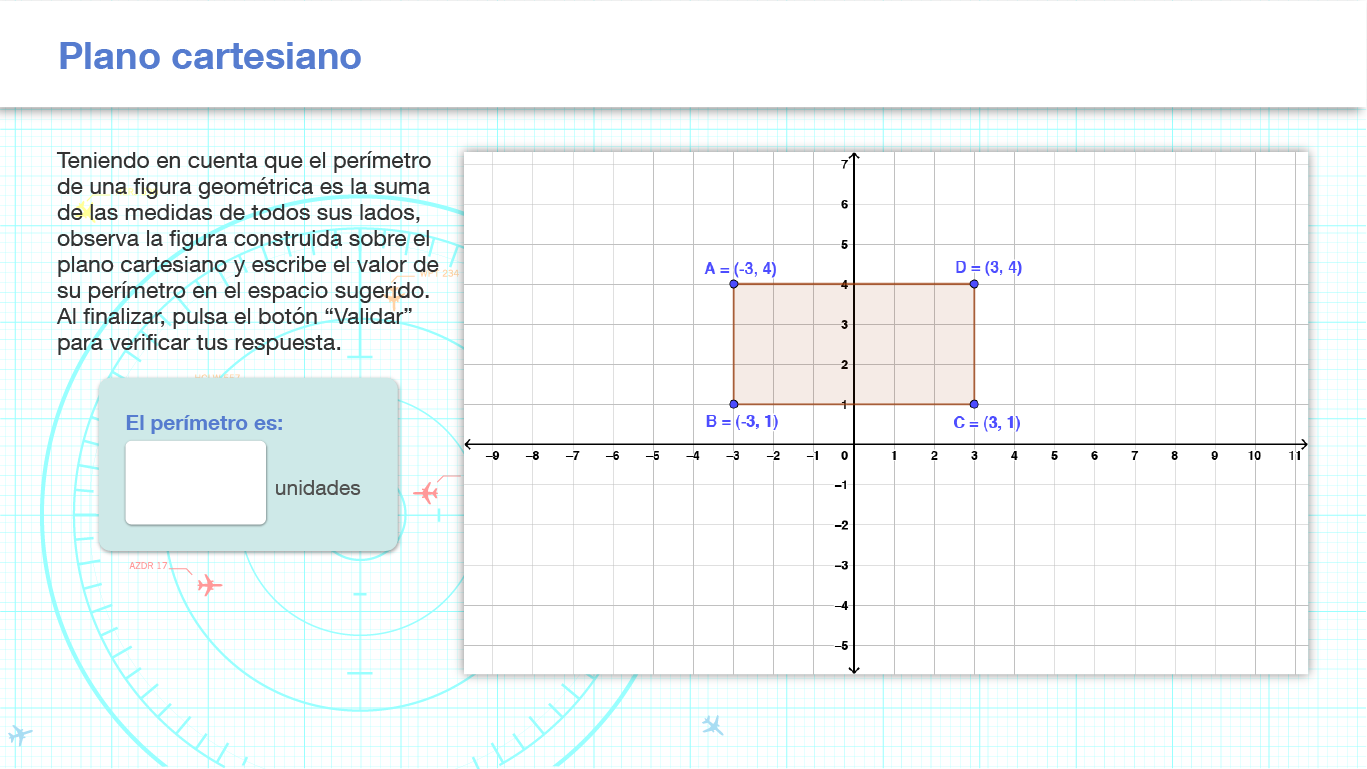 Plano cartesiano
Teniendo en cuenta que el perímetro
de una figura geométrica es la suma
de las medidas de todos sus lados,
observa la figura construida sobre el
plano cartesiano y escribe el valor de
su perímetro en el espacio sugerido.
Al finalizar, pulsa el botón “Validar”
para verificar tus respuesta.
El perímetro es:
unidades
234
AZDR 17
7
6
5
A = (-3, 4)
D = (3, 4)
4
3
2
1
B = (-3, 1)
C = (3, 1)
–9 –8 –7 –6 –5 –4 –3 –2 –1 0 1 2 3 4 5 6 7 8 9 10 11
–1
–2
–3
–4
–5